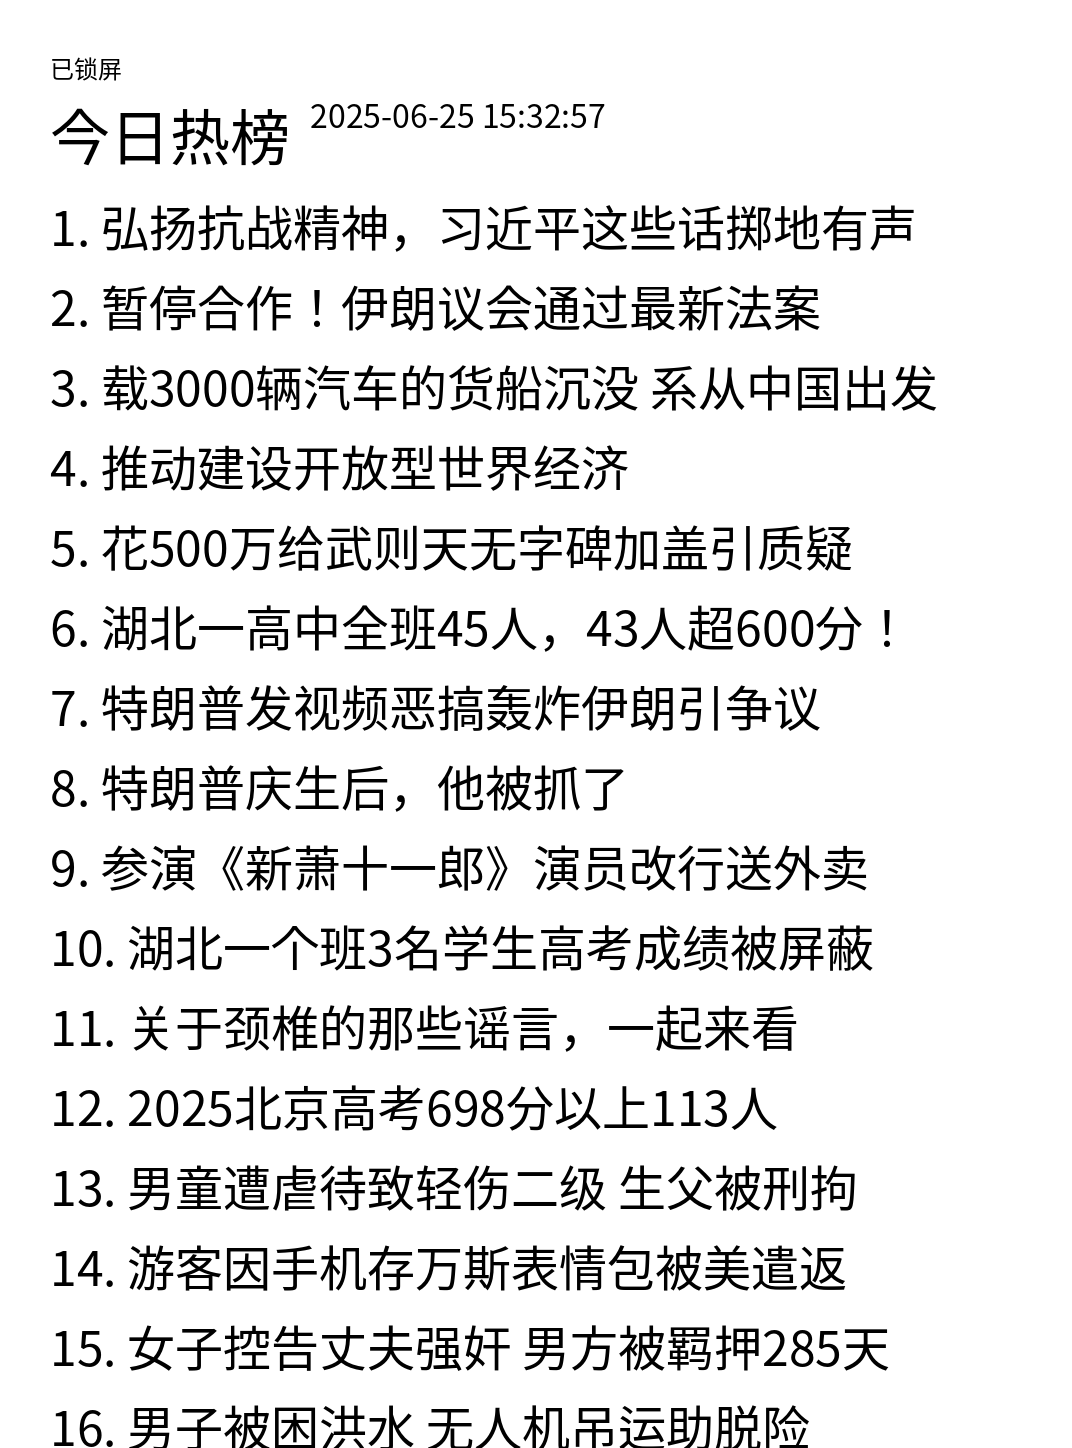 已锁屏
今日热榜 2025-06-25 15:32:57
1. 弘扬抗战精神，习近平这些话掷地有声
2. 暂停合作！伊朗议会通过最新法案
3. 载3000辆汽车的货船沉没 系从中国出发
4. 推动建设开放型世界经济
5. 花500万给武则天无字碑加盖引质疑
6. 湖北一高中全班45人，43人超600分！
7. 特朗普发视频恶搞轰炸伊朗引争议
8. 特朗普庆生后，他被抓了
9. 参演《新萧十一郎》演员改行送外卖
10. 湖北一个班3名学生高考成绩被屏蔽
11. 关于颈椎的那些谣言，一起来看
12. 2025北京高考698分以上113人
13. 男童遭虐待致轻伤二级 生父被刑拘
14. 游客因手机存万斯表情包被美遣返
15. 女子控告丈夫强奸 男方被羁押285天
16. 男子被困洪水 无人机吊运助脱险